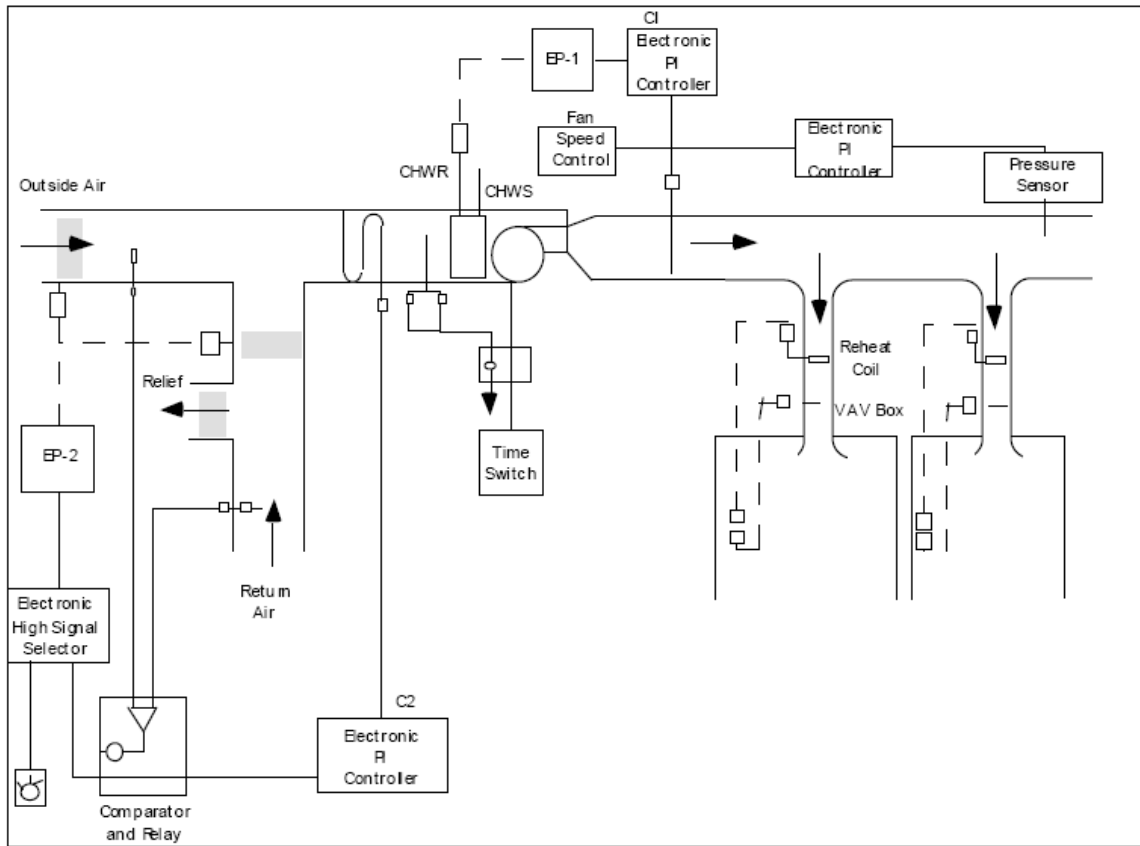 CI
Electronic
PI
Controller
EP-1
Fan
Speed
Control
Electronic
PI
Controller
Pressure
Sensor
CHWR
CHWS
Outside Air
Relief
Reheat
Coil
VAV Box
EP-2
Time
Switch
Return
Air
Electronic
High Signal
Selector
C2
Electronic
PI
Controller
Comparator
and Relay